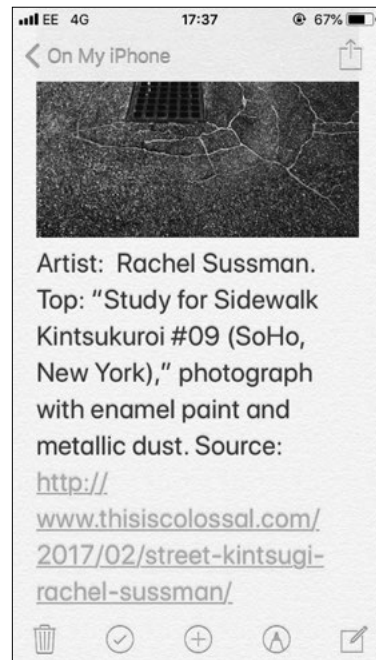 EE 4G 17:37 67%
On My iPhone
Artist:  Rachel Sussman.
Top: “Study for Sidewalk
Kintsukuroi #09 (SoHo,
New York),” photograph
with enamel paint and
metallic dust. Source:
http://
www.thisiscolossal.com/
2017/02/street-kintsugi-
rachel-sussman/